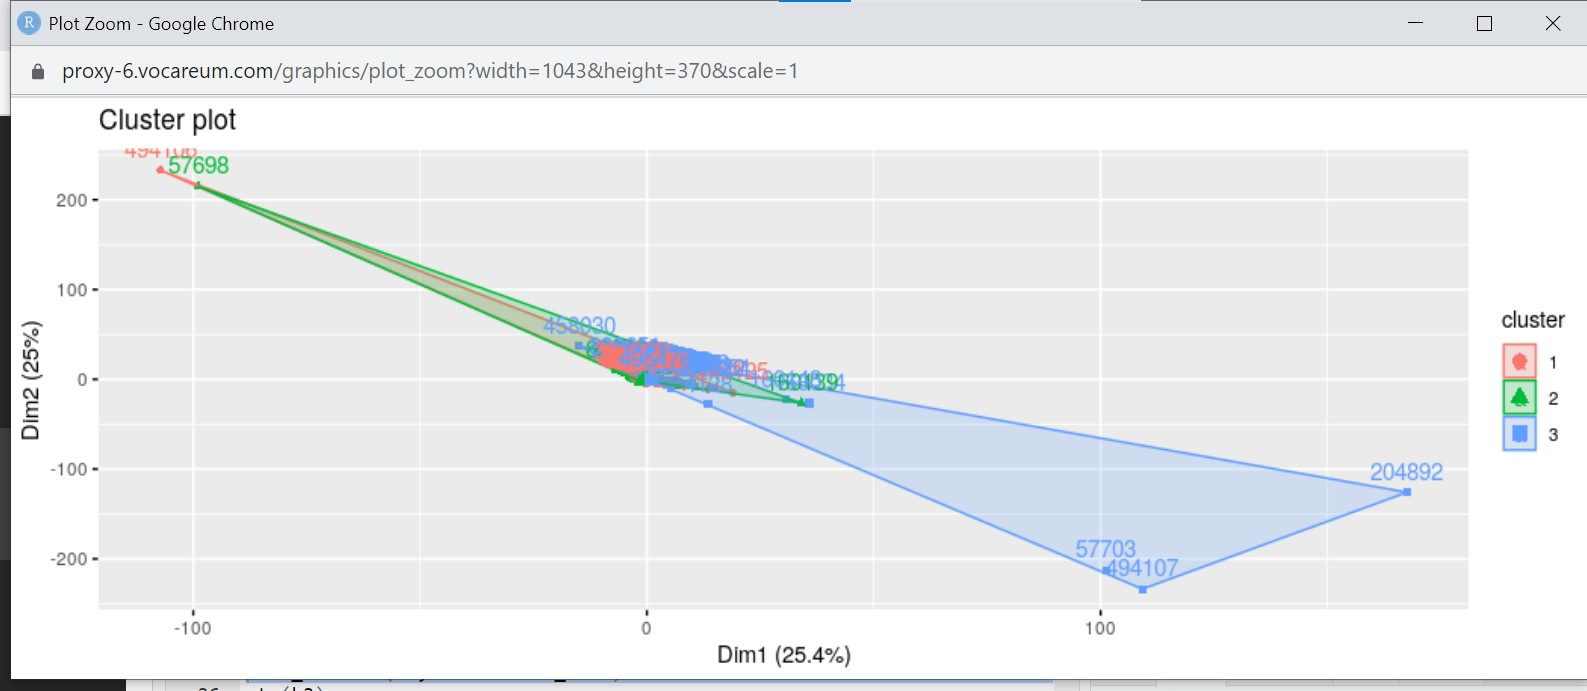 R Plot Zoom - Google Chrome
proxy-6.vocareum.com/graphics/plot_zoom?width=1043&height=370&scale=1
Cluster plot
494106
57698
458030
160139
204892
57703
494107
200
100
0
-100
-200
Dim2 (25%)
-100 0 100
Dim1 (25.4%)
cluster
1
2
3